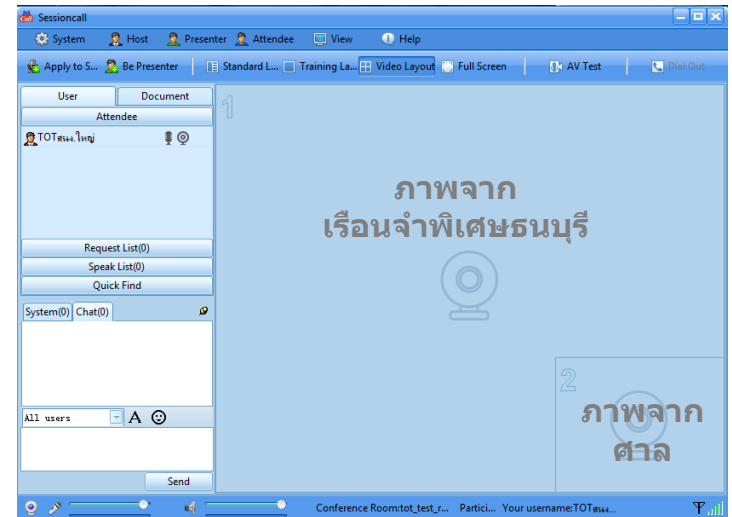 Sessioncall
System Host Presenter Attendee View Help
Apply to S... Be Presenter Standard L... Training La... Video Layout Full Screen AV Test Dial Out
User Document
Attendee
TOTสนง.ใหญ่
Request List(0)
Speak List(0)
Quick Find
System(0) Chat(0)
All users A
Send
1
ภาพจาก
เรือนจำพิเศษธนบุรี
2
ภาพจาก
ศาล
Conference Room:tot_test_r... Partici... Your username:TOTสนง...